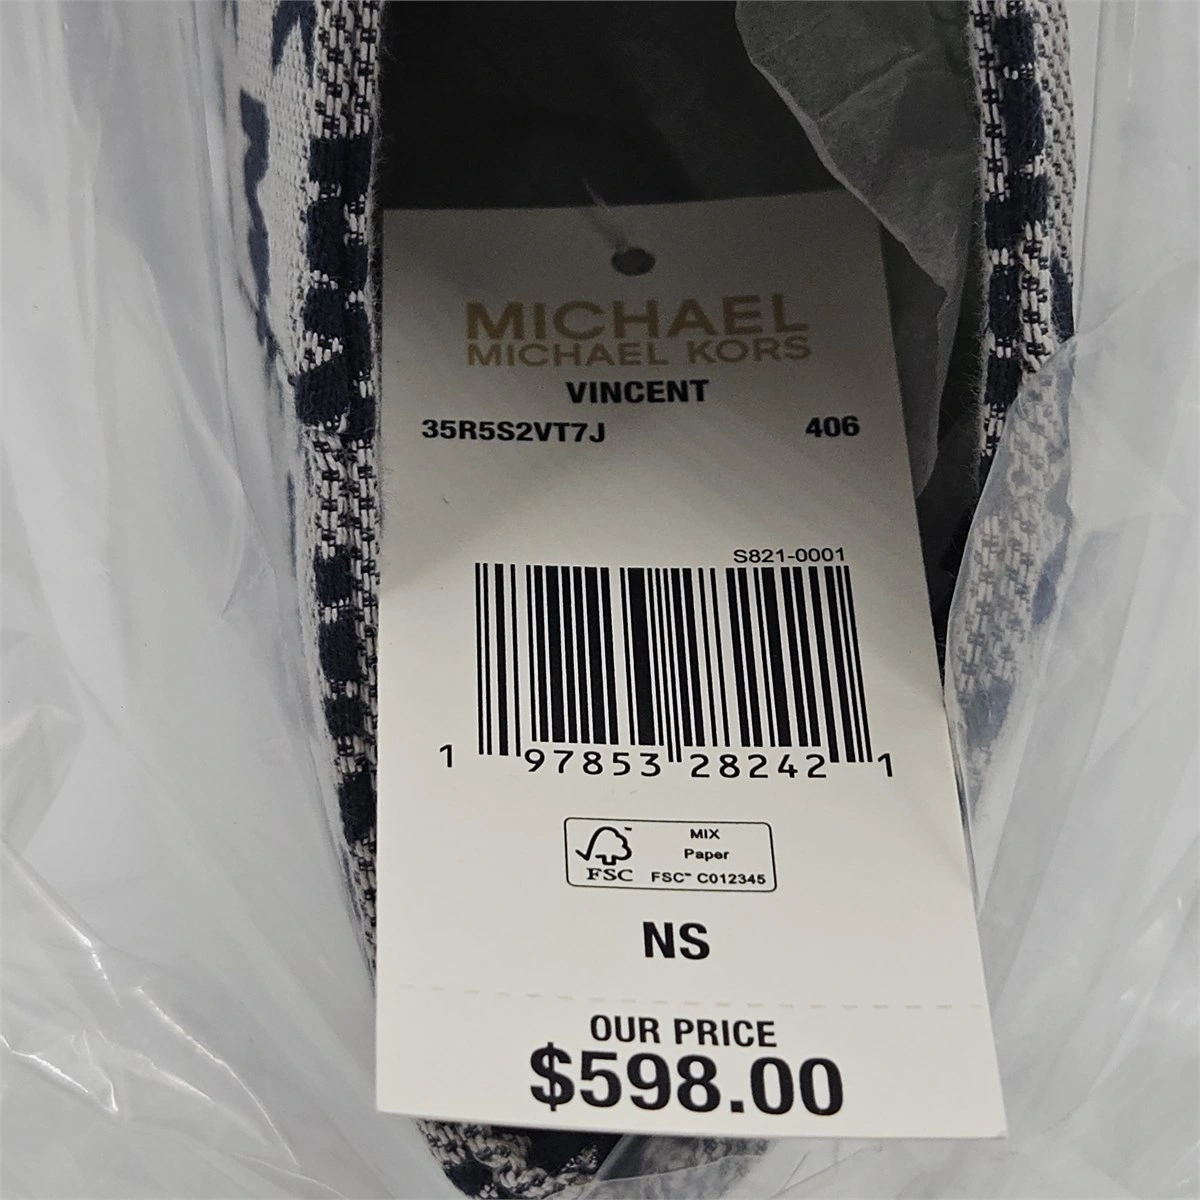 MICHAEL
MICHAEL KORS
VINCENT
35R5S2VT7J 406
S821-0001
1 97853 28242 1
FSC™
MIX
Paper
FSC™ C012345
NS
OUR PRICE
$598.00